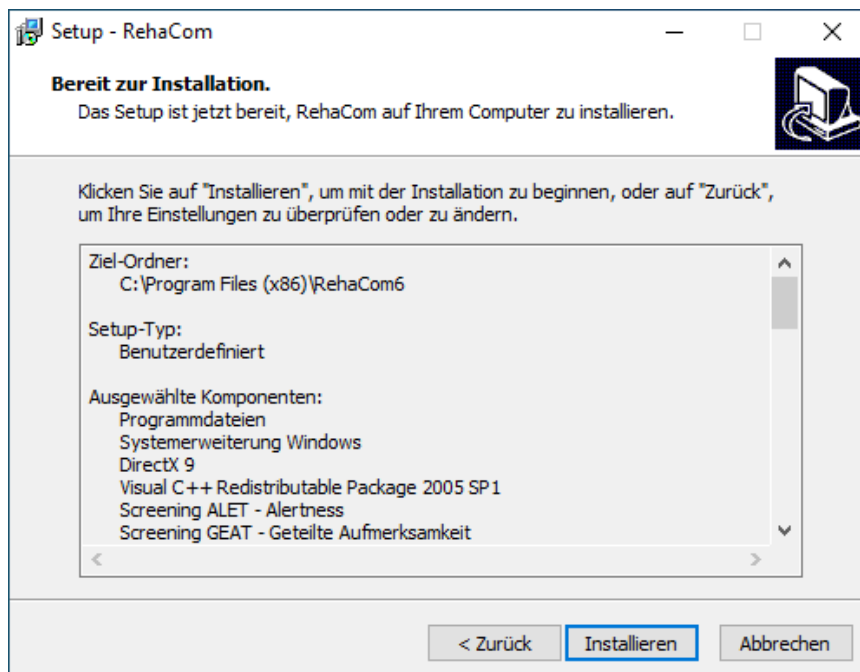 Setup - RehaCom
Bereit zur Installation.
Das Setup ist jetzt bereit, RehaCom auf Ihrem Computer zu installieren.
Klicken Sie auf "Installieren", um mit der Installation zu beginnen, oder auf "Zurück",
um Ihre Einstellungen zu überprüfen oder zu ändern.
Ziel-Ordner:
C:\Program Files (x86)\RehaCom6
Setup-Typ:
Benutzerdefiniert
Ausgewählte Komponenten:
Programmdateien
Systemerweiterung Windows
DirectX 9
Visual C++ Redistributable Package 2005 SP1
Screening ALET - Alertness
Screening GEAT - Geteilte Aufmerksamkeit
< Zurück
Installieren
Abbrechen